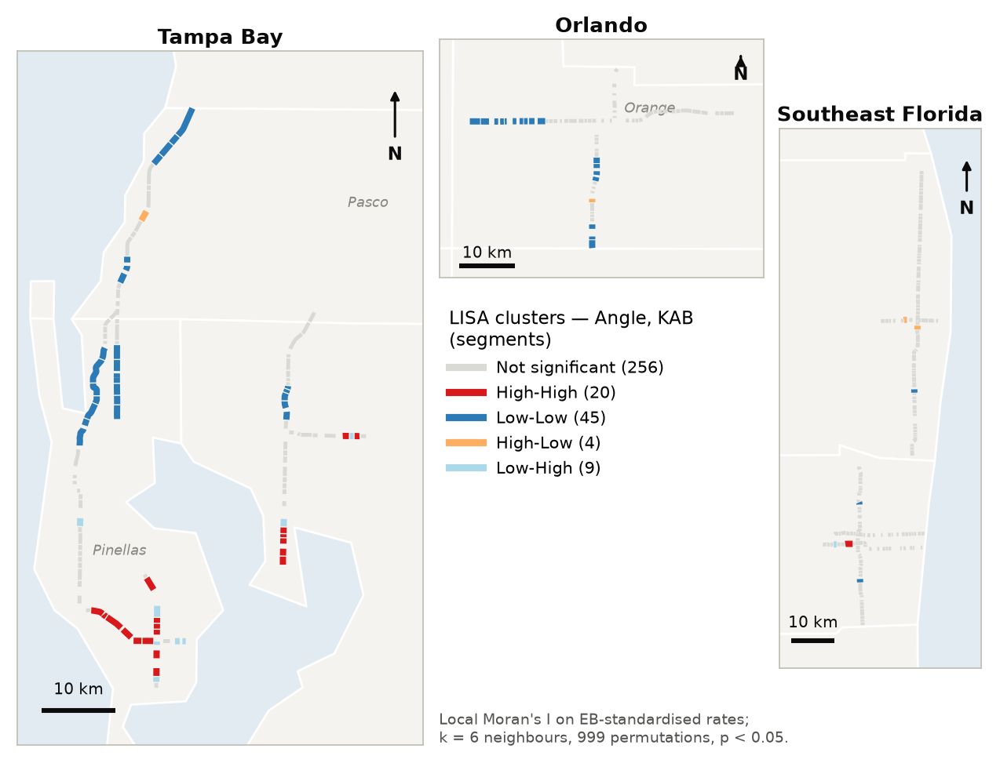 Tampa Bay
N
Pasco
Pinellas
10 km
Orlando
N
Orange
10 km
Southeast Florida
N
10 km
LISA clusters — Angle, KAB
(segments)
Not significant (256)
High-High (20)
Low-Low (45)
High-Low (4)
Low-High (9)
Local Moran's I on EB-standardised rates;
k = 6 neighbours, 999 permutations, p < 0.05.